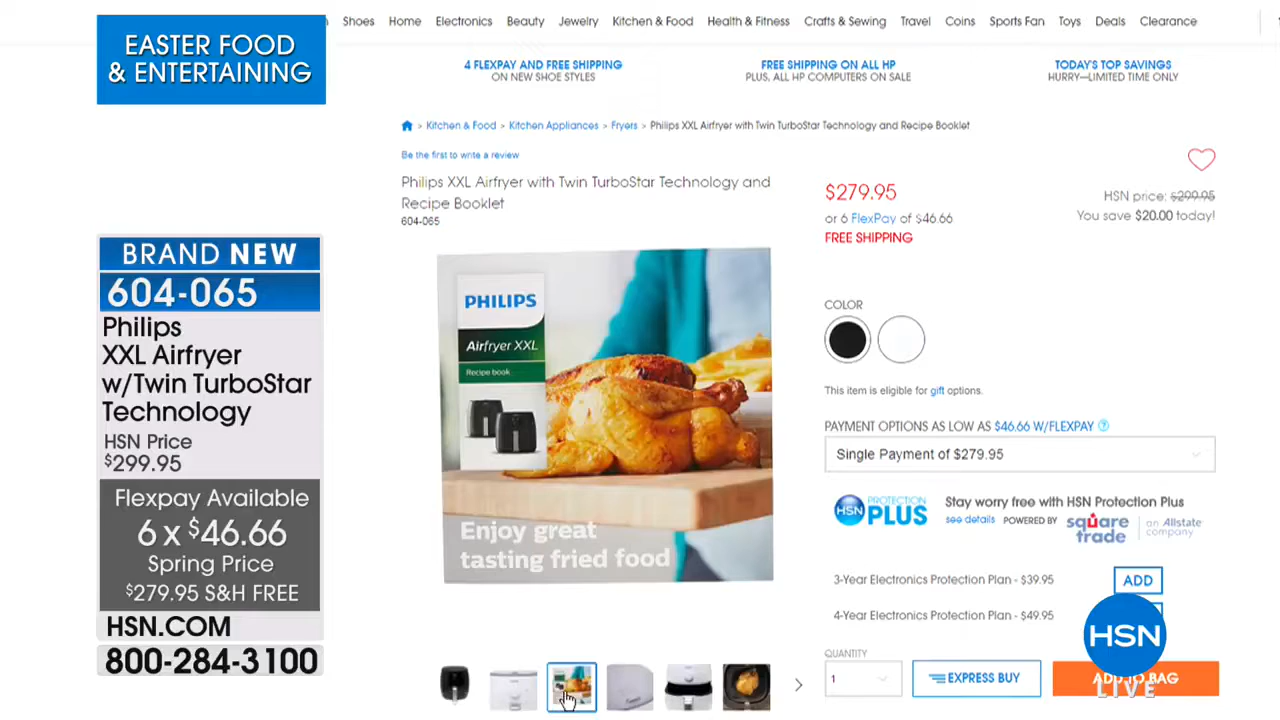 EASTER FOOD
& ENTERTAINING
Shoes Home Electronics Beauty Jewelry Kitchen & Food Health & Fitness Crafts & Sewing Travel Coins Sports Fan Toys Deals Clearance
4 FLEXPAY AND FREE SHIPPING
ON NEW SHOE STYLES
FREE SHIPPING ON ALL HP
PLUS, ALL HP COMPUTERS ON SALE
TODAY'S TOP SAVINGS
HURRY—LIMITED TIME ONLY
> Kitchen & Food > Kitchen Appliances > Fryers > Philips XXL Airfryer with Twin TurboStar Technology and Recipe Booklet
Be the first to write a review
Philips XXL Airfryer with Twin TurboStar Technology and
Recipe Booklet
604-065
$279.95
or 6 FlexPay of $46.66
FREE SHIPPING
HSN price: $299.95
You save $20.00 today!
BRAND NEW
604-065
Philips
XXL Airfryer
w/Twin TurboStar
Technology
HSN Price
$299.95
Flexpay Available
6 x $46.66
Spring Price
$279.95 S&H FREE
HSN.COM
800-284-3100
PHILIPS
Airfryer XXL
Recipe book
Enjoy great
tasting fried food
COLOR
This item is eligible for gift options.
PAYMENT OPTIONS AS LOW AS $46.66 W/FLEXPAY ?
Single Payment of $279.95
HSN PROTECTION PLUS
Stay worry free with HSN Protection Plus
see details POWERED BY square trade | an Allstate company
3-Year Electronics Protection Plan - $39.95 ADD
4-Year Electronics Protection Plan - $49.95
QUANTITY
1
EXPRESS BUY
ADD TO BAG
HSN
LIVE